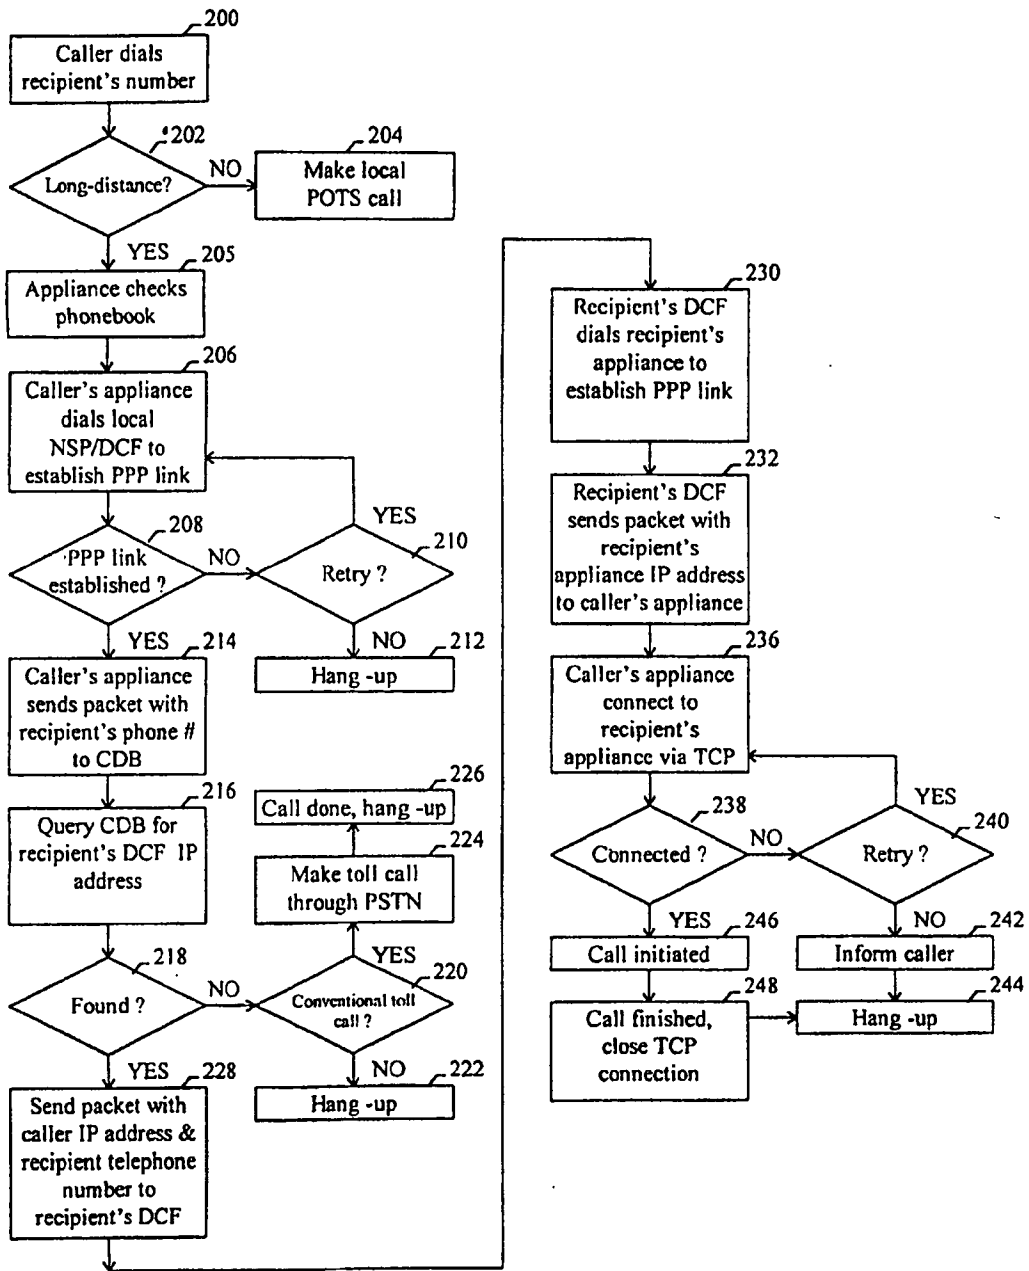 200
Caller dials
recipient's number
202
Long-distance?
NO
204
Make local
POTS call
YES
205
Appliance checks
phonebook
206
Caller's appliance
dials local
NSP/DCF to
establish PPP link
208
PPP link
established ?
NO
YES
210
Retry ?
NO
212
Hang -up
YES
214
Caller's appliance
sends packet with
recipient's phone #
to CDB
216
Query CDB for
recipient's DCF IP
address
226
Call done, hang -up
224
Make toll call
through PSTN
YES
218
Found ?
NO
220
Conventional toll
call ?
NO
222
Hang -up
YES
228
Send packet with
caller IP address &
recipient telephone
number to
recipient's DCF
230
Recipient's DCF
dials recipient's
appliance to
establish PPP link
232
Recipient's DCF
sends packet with
recipient's
appliance IP address
to caller's appliance
236
Caller's appliance
connect to
recipient's
appliance via TCP
238
Connected ?
NO
YES
240
Retry ?
YES
246
Call initiated
NO
242
Inform caller
248
Call finished,
close TCP
connection
244
Hang -up